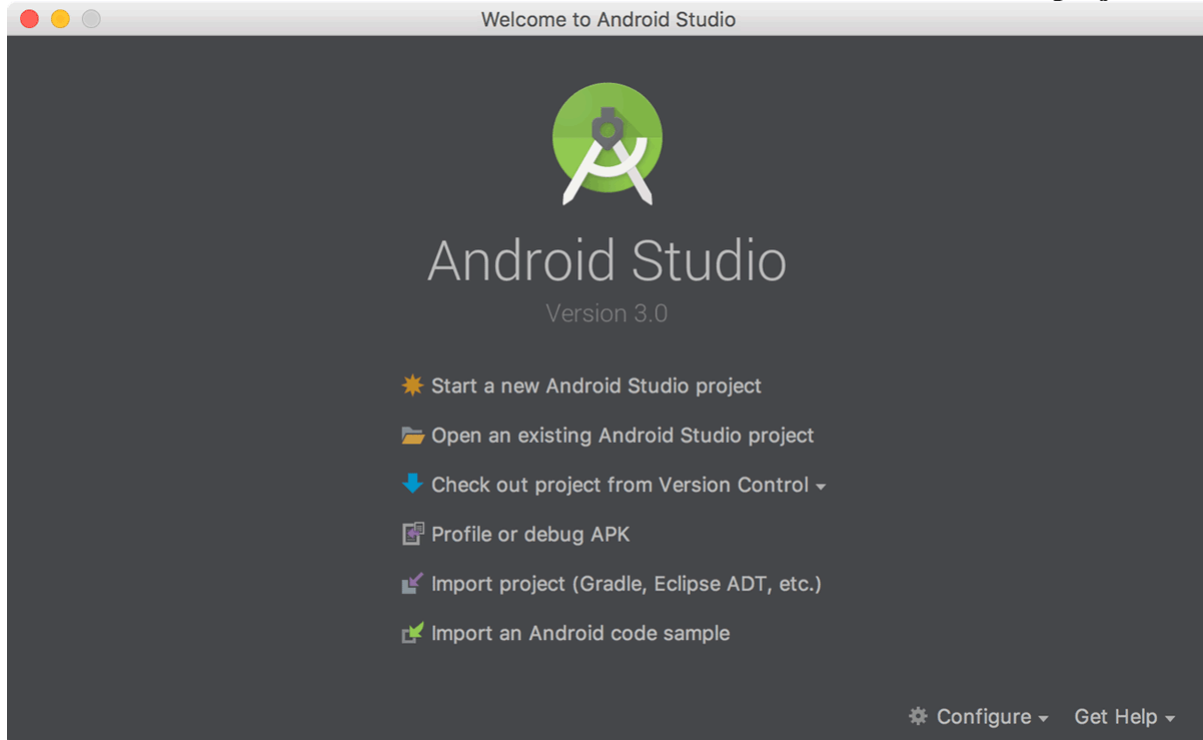 Welcome to Android Studio
Android Studio
Version 3.0
Start a new Android Studio project
Open an existing Android Studio project
Check out project from Version Control
Profile or debug APK
Import project (Gradle, Eclipse ADT, etc.)
Import an Android code sample
Configure Get Help